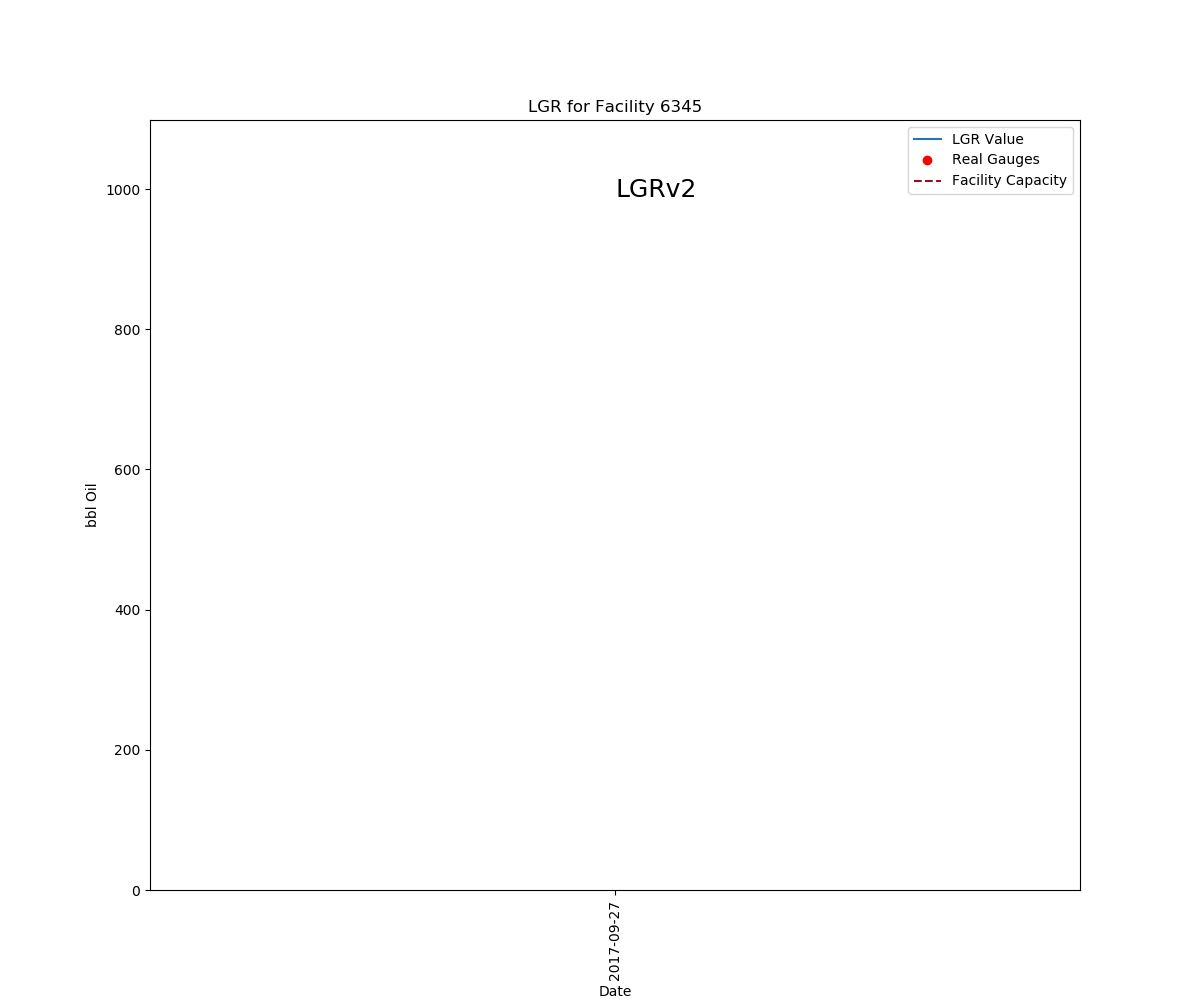 LGR for Facility 6345
LGR Value
Real Gauges
Facility Capacity
LGRv2
1000
800
600
400
200
0
bbl Oil
2017-09-27
Date